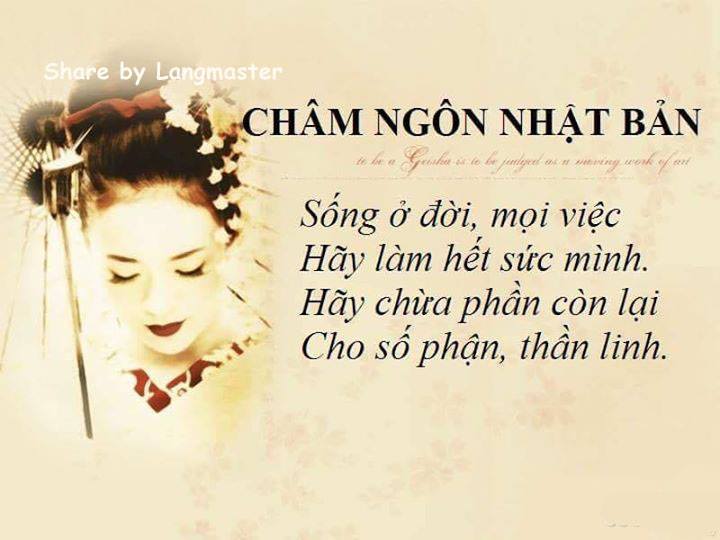 Share by Langmaster
CHÂM NGÔN NHẬT BẢN
to be a Geisha is to be judged as a moving work of art
Sống ở đời, mọi việc
Hãy làm hết sức mình.
Hãy chừa phần còn lại
Cho số phận, thần linh.